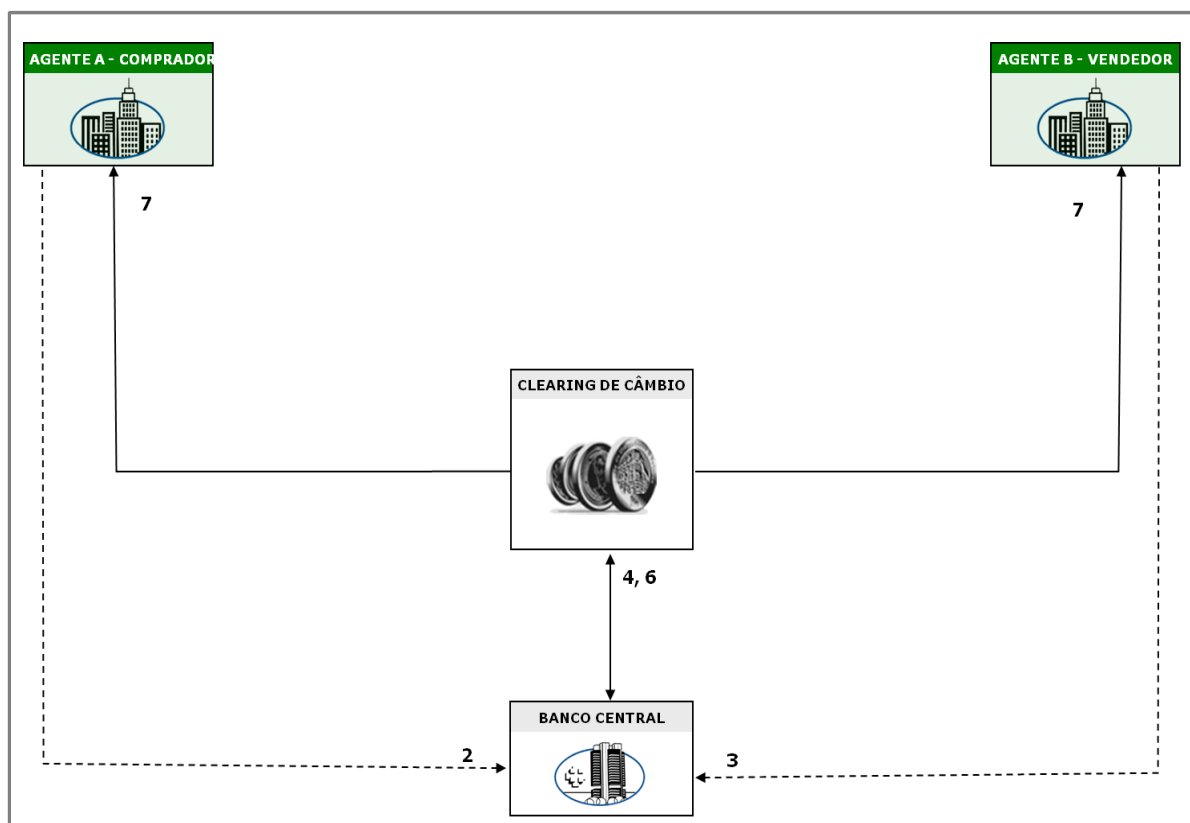 AGENTE A - COMPRADOR
AGENTE B - VENDEDOR
7
7
CLEARING DE CÂMBIO
4, 6
BANCO CENTRAL
2
3